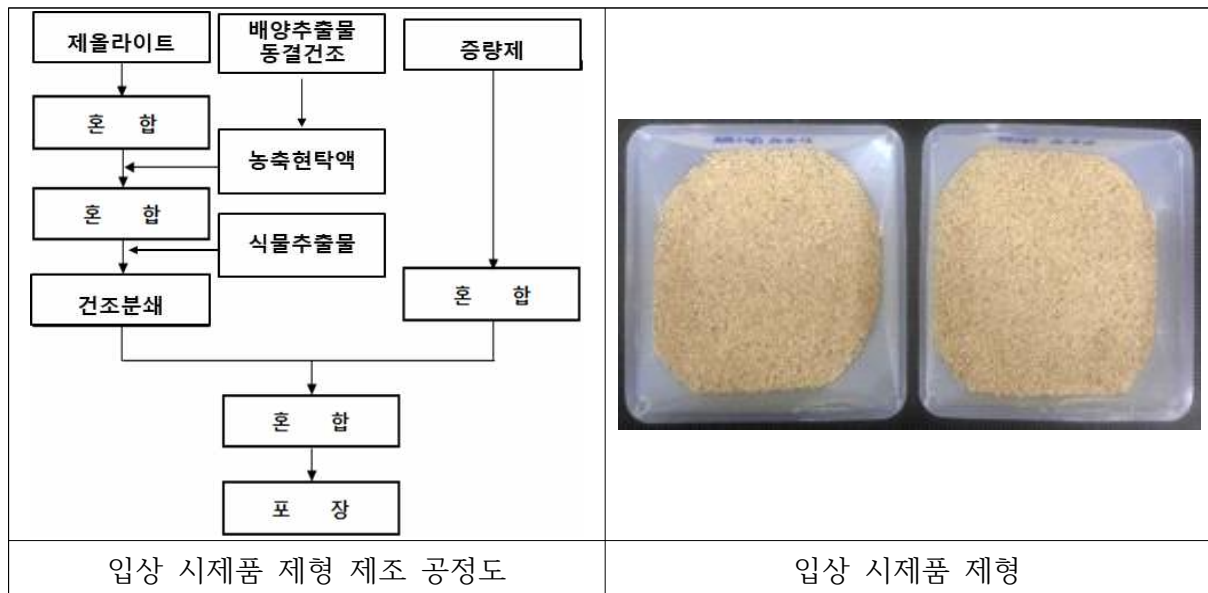 제올라이트
배양추출물
동결건조
증량제
혼 합
농축현탁액
혼 합
식물추출물
건조분쇄
혼 합
혼 합
포 장
입상 시제품 제형 제조 공정도
입상 시제품 제형